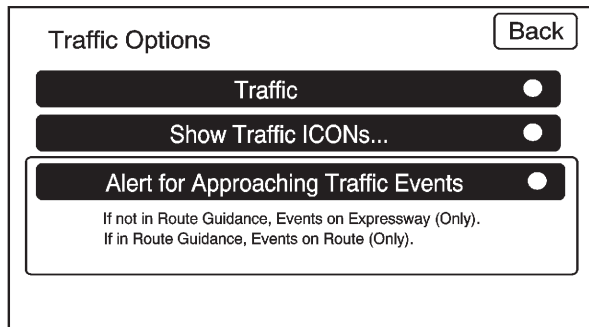 Traffic Options
Back
Traffic
Show Traffic ICONs...
Alert for Approaching Traffic Events
If not in Route Guidance, Events on Expressway (Only).
If in Route Guidance, Events on Route (Only).